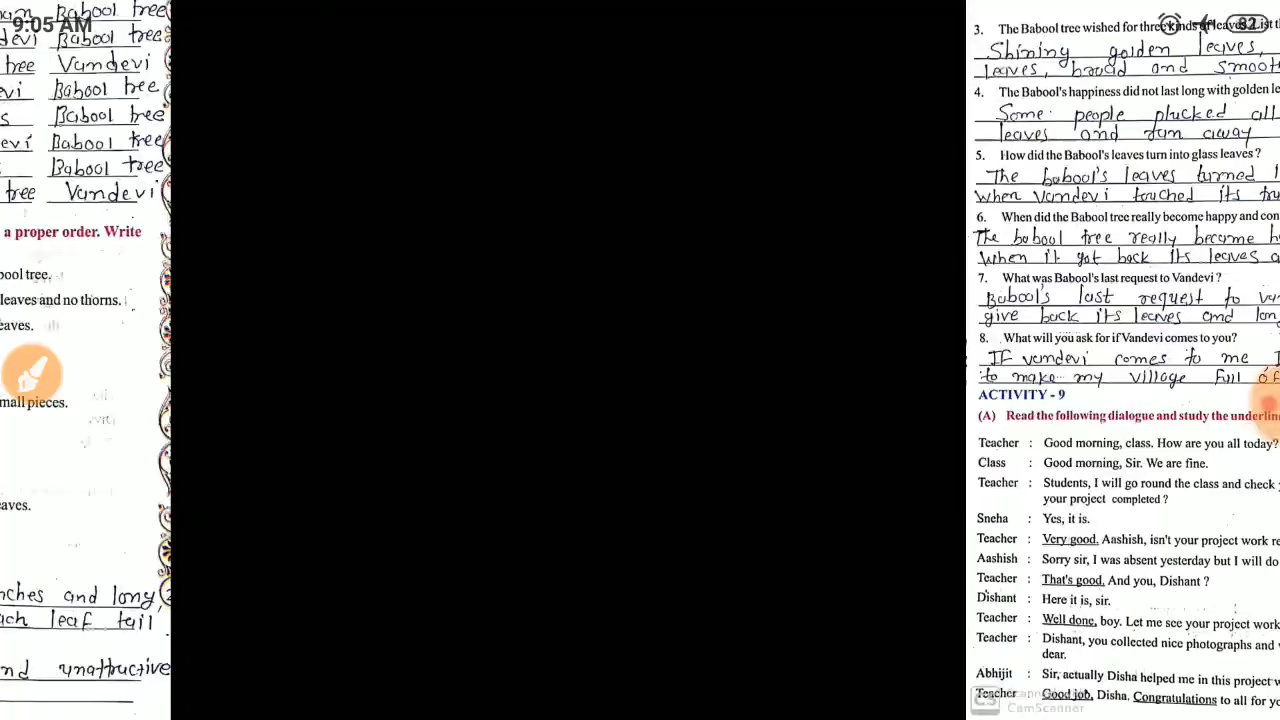 9:05 AM
82
Babool tree
devi Babool tree
tree Vandevi
evi Babool tree
s Babool tree
evi Babool tree
Babool tree
tree Vandevi
a proper order. Write
bool tree.
leaves and no thorns.
eaves.
mall pieces.
eaves.
nches and long,
ach leaf tail
nd unattractive
3. The Babool tree wished for three kinds of leaves. List th
Shining golden leaves,
leaves, broad and smoot
4. The Babool's happiness did not last long with golden le
Some people plucked all
leaves and run away
5. How did the Babool's leaves turn into glass leaves ?
The babool's leaves turned
When vandevi touched its tru
6. When did the Babool tree really become happy and con
The babool tree really become h
When it got back its leaves a
7. What was Babool's last request to Vandevi ?
Babool's last request to va
give back its leaves and long
8. What will you ask for if Vandevi comes to you?
If vandevi comes to me I
to make my village full of
ACTIVITY - 9
(A) Read the following dialogue and study the underlin
Teacher : Good morning, class. How are you all today?
Class : Good morning, Sir. We are fine.
Teacher : Students, I will go round the class and check
your project completed ?
Sneha : Yes, it is.
Teacher : Very good. Aashish, isn't your project work re
Aashish : Sorry sir, I was absent yesterday but I will do
Teacher : That's good. And you, Dishant ?
Dishant : Here it is, sir.
Teacher : Well done, boy. Let me see your project work
Teacher : Dishant, you collected nice photographs and
dear.
Abhijit : Sir, actually Disha helped me in this project w
Teacher : Good job, Disha. Congratulations to all for yo
CS CamScanner